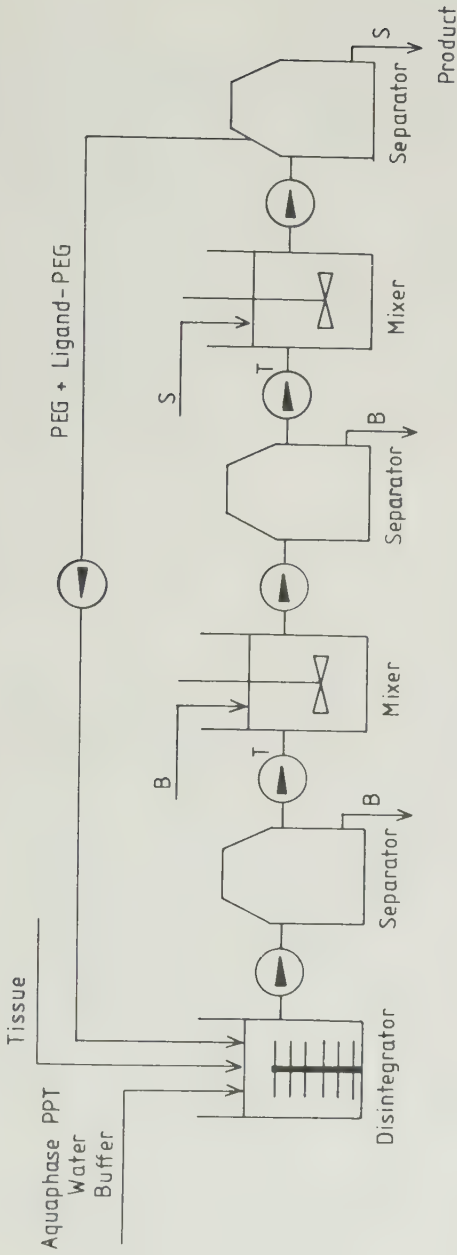 Aquaphase PPT
Water
Buffer
Tissue
PEG + Ligand-PEG
Disintegrator
Separator
B
B
T
Mixer
Separator
B
S
T
Mixer
Separator
S
Product